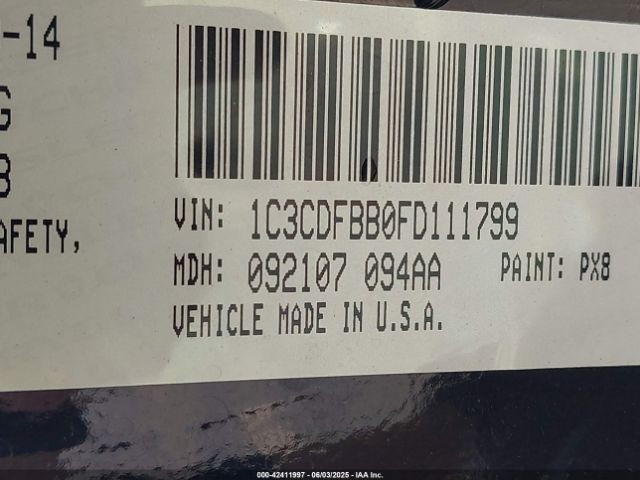 -14
G
8
AFETY,
VIN: 1C3CDFBB0FD111799
MDH: 092107 094AA PAINT: PX8
VEHICLE MADE IN U.S.A.
000-42411997 - 06/03/2025 - IAA Inc.